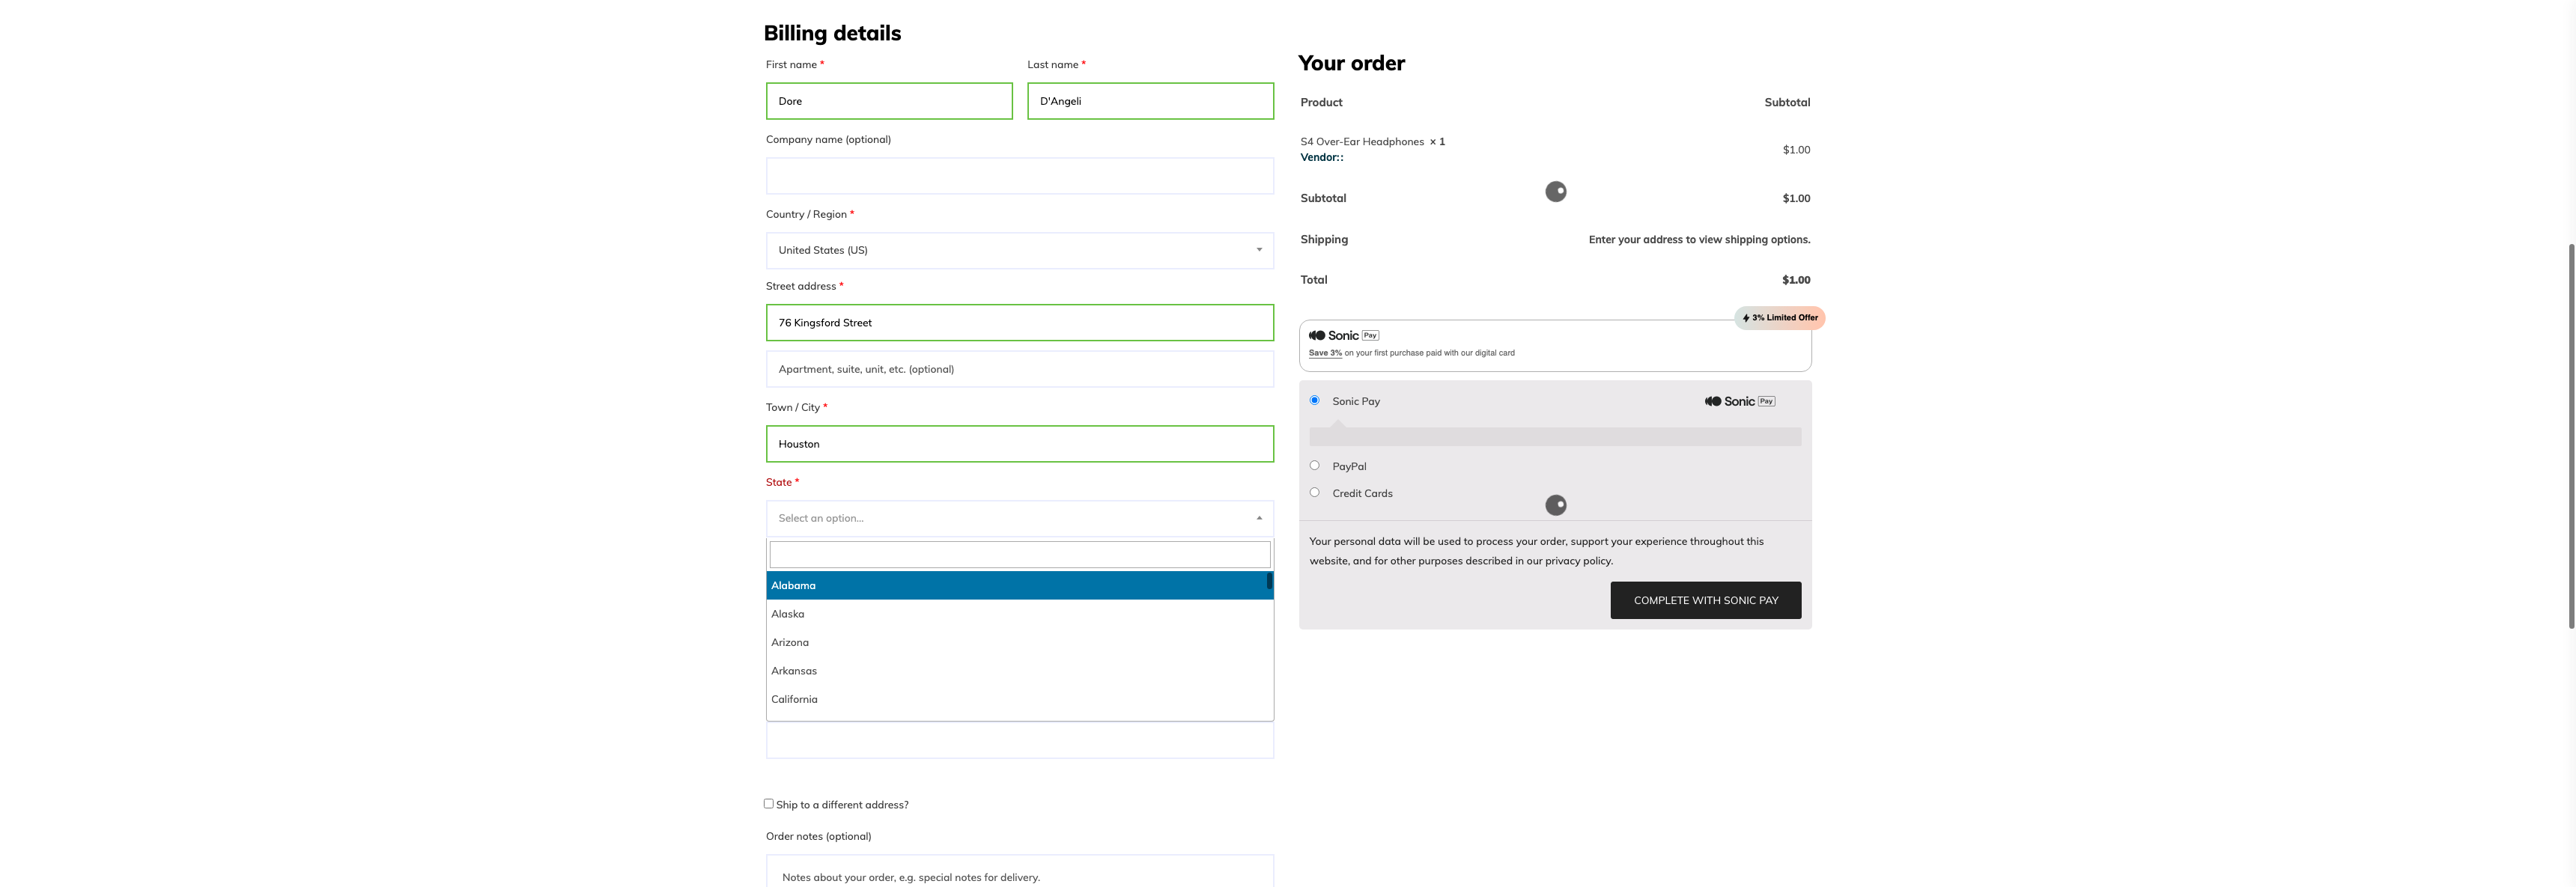 Billing details
First name *
Last name *
Dore
D'Angeli
Company name (optional)
Country / Region *
United States (US)
Street address *
76 Kingsford Street
Apartment, suite, unit, etc. (optional)
Town / City *
Houston
State *
Select an option...
Alabama
Alaska
Arizona
Arkansas
California
Ship to a different address?
Order notes (optional)
Notes about your order, e.g. special notes for delivery.
Your order
Product Subtotal
S4 Over-Ear Headphones × 1
Vendor::
$1.00
Subtotal $1.00
Shipping Enter your address to view shipping options.
Total $1.00
3% Limited Offer
Sonic Pay
Save 3% on your first purchase paid with our digital card
Sonic Pay Sonic Pay
PayPal
Credit Cards
Your personal data will be used to process your order, support your experience throughout this
website, and for other purposes described in our privacy policy.
COMPLETE WITH SONIC PAY